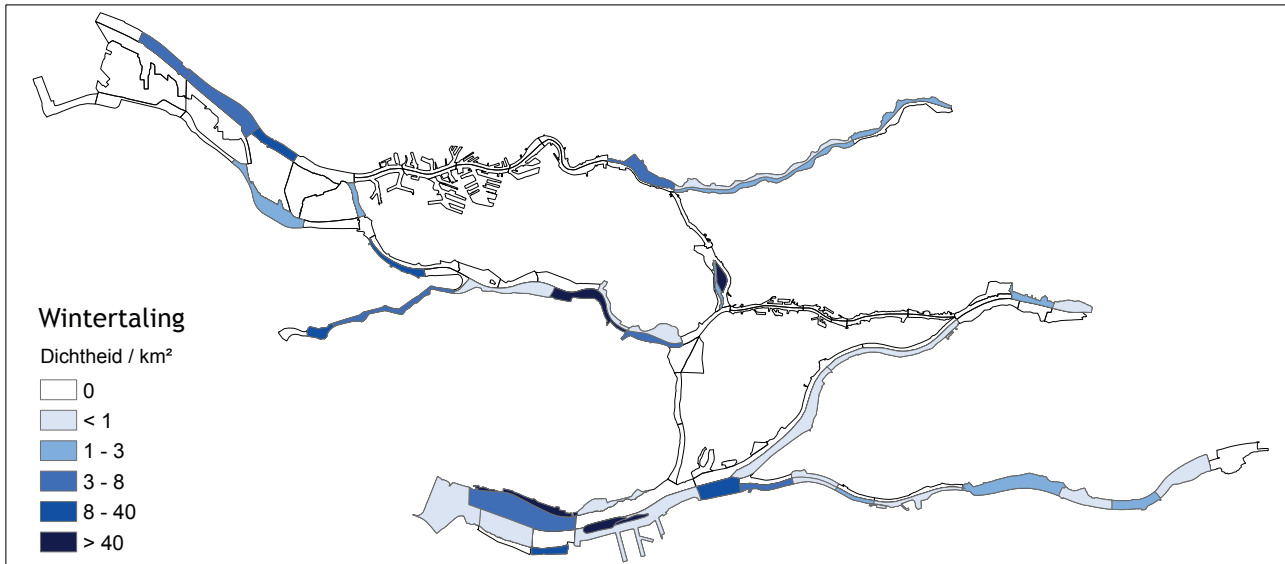 Wintertaling
Dichtheid / km²
0
< 1
1 - 3
3 - 8
8 - 40
> 40